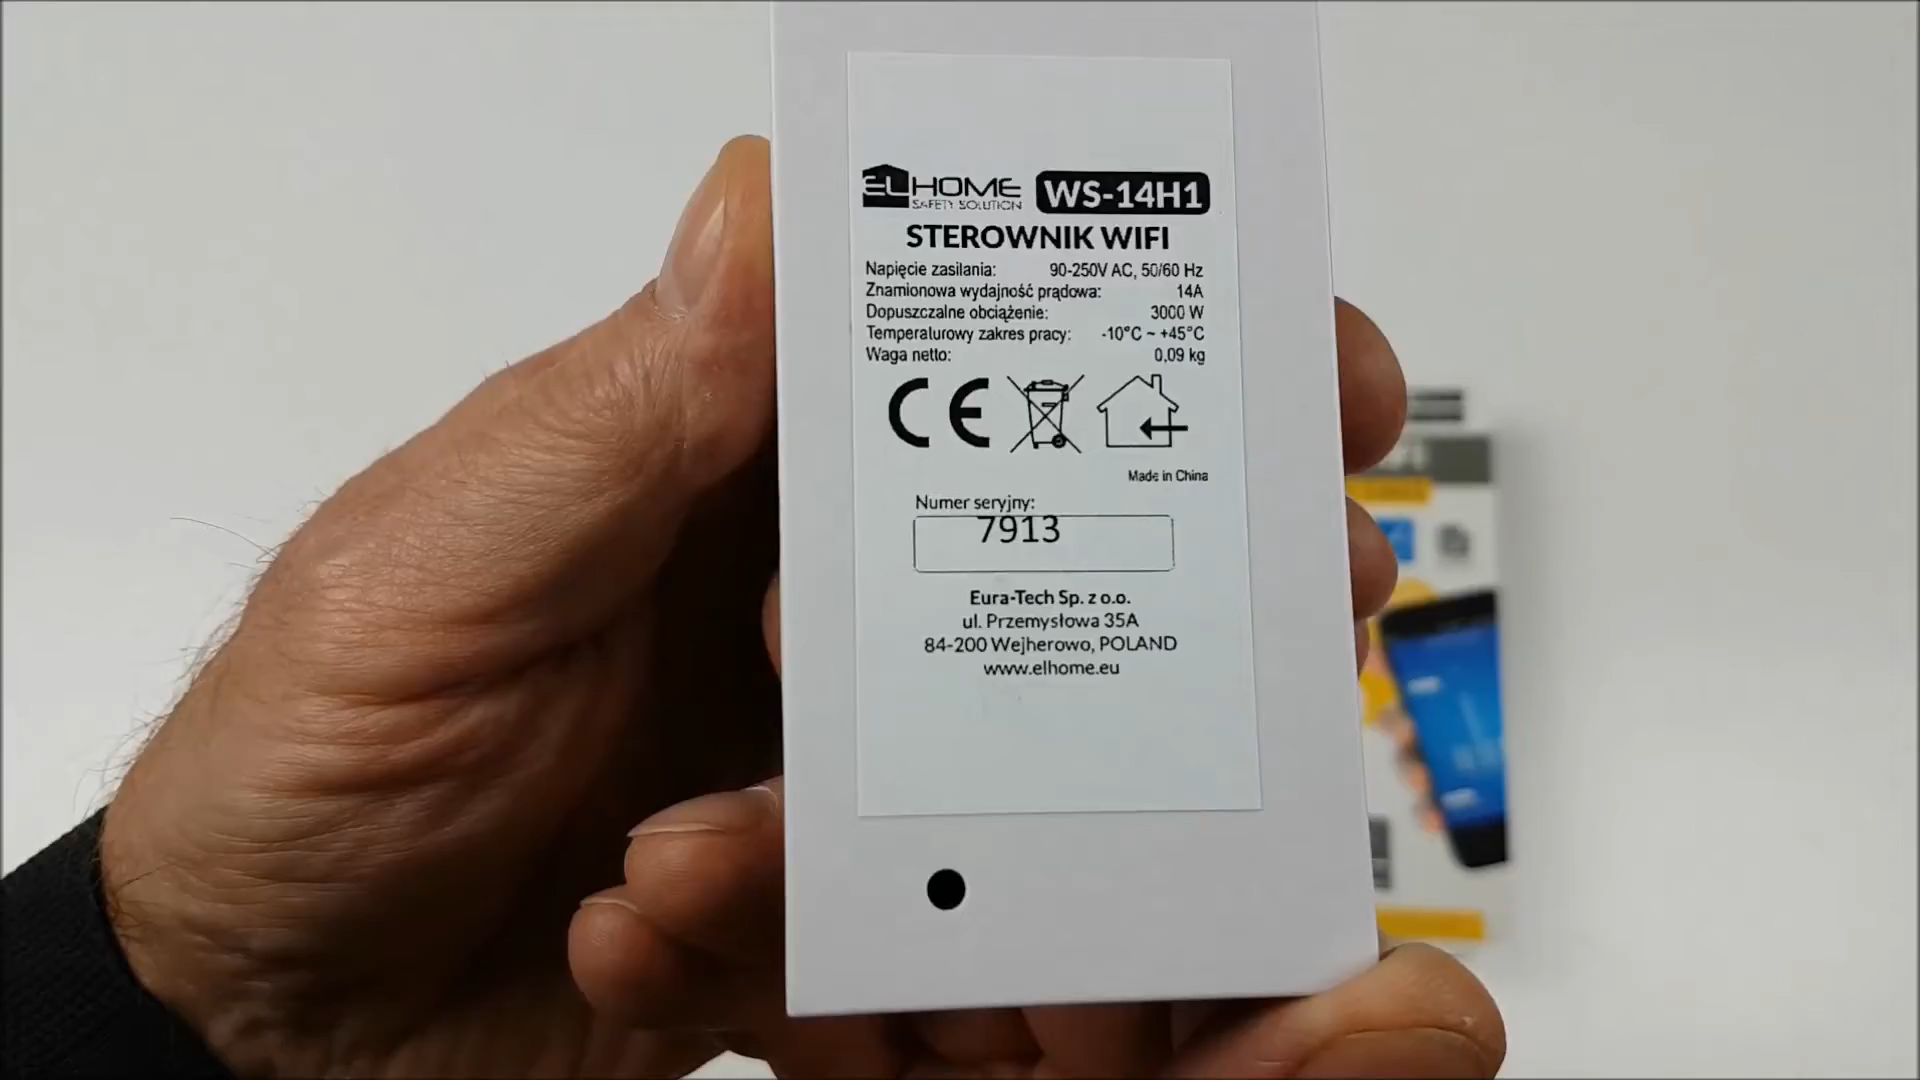 ELHOME WS-14H1
SAFETY SOLUTION
STEROWNIK WIFI
Napięcie zasilania: 90-250V AC, 50/60 Hz
Znamionowa wydajność prądowa: 14A
Dopuszczalne obciążenie: 3000 W
Temperaturowy zakres pracy: -10°C ~ +45°C
Waga netto: 0,09 kg
CE
Made in China
Numer seryjny:
7913
Eura-Tech Sp. z o.o.
ul. Przemysłowa 35A
84-200 Wejherowo, POLAND
www.elhome.eu